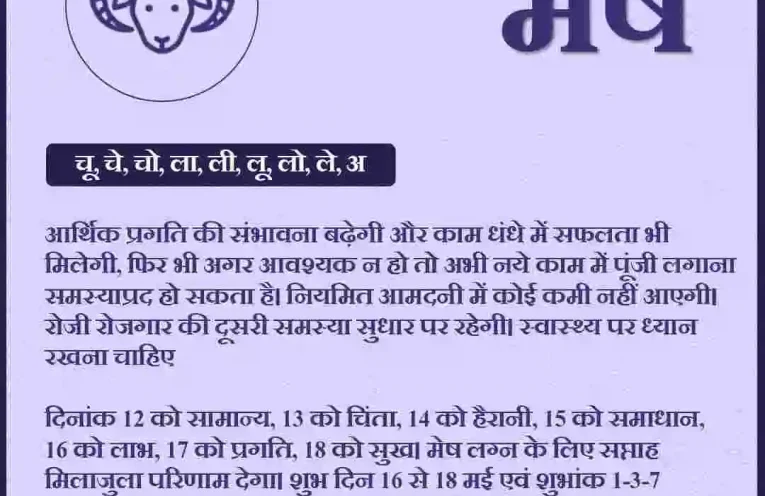 मेष
चू, चे, चो, ला, ली, लू, लो, ले, अ
आर्थिक प्रगति की संभावना बढ़ेगी और काम धंधे में सफलता भी
मिलेगी, फिर भी अगर आवश्यक न हो तो अभी नये काम में पूंजी लगाना
समस्याप्रद हो सकता है। नियमित आमदनी में कोई कमी नहीं आएगी।
रोजी रोजगार की दूसरी समस्या सुधार पर रहेगी। स्वास्थ्य पर ध्यान
रखना चाहिए
दिनांक 12 को सामान्य, 13 को चिंता, 14 को हैरानी, 15 को समाधान,
16 को लाभ, 17 को प्रगति, 18 को सुख। मेष लग्न के लिए सप्ताह
मिलाजुला परिणाम देगा। शुभ दिन 16 से 18 मई एवं शुभांक 1-3-7